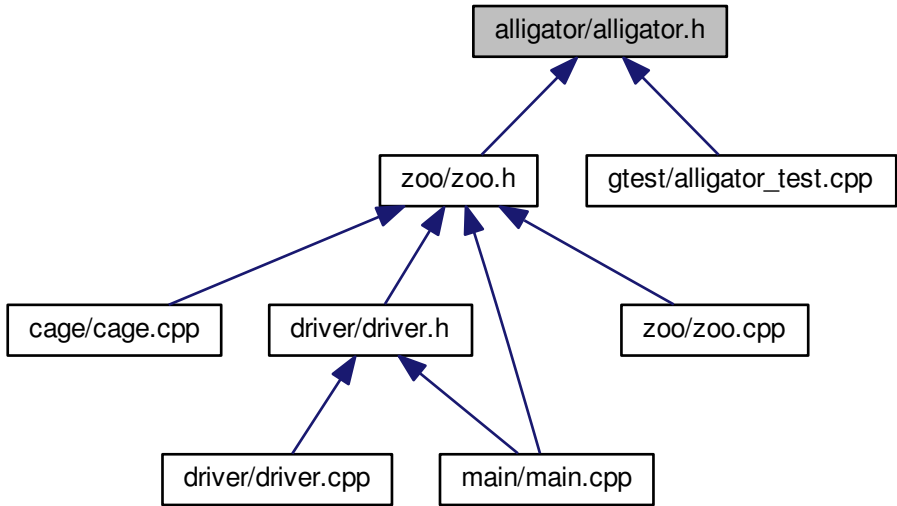 alligator/alligator.h
zoo/zoo.h
gtest/alligator_test.cpp
cage/cage.cpp
driver/driver.h
zoo/zoo.cpp
driver/driver.cpp
main/main.cpp